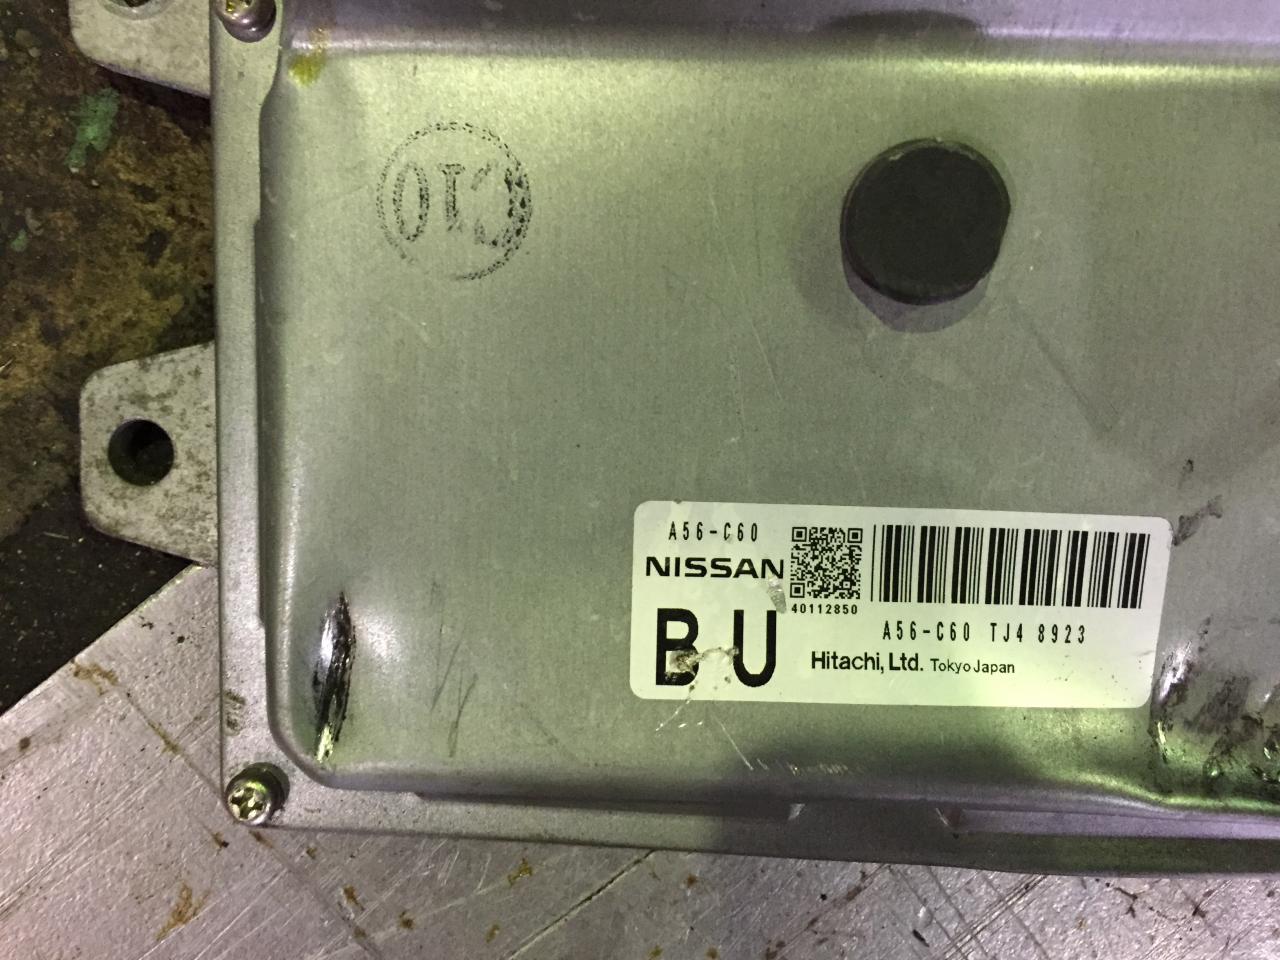 A56-C60
NISSAN
40112850
BU
A56-C60 TJ4 8923
Hitachi, Ltd. Tokyo Japan